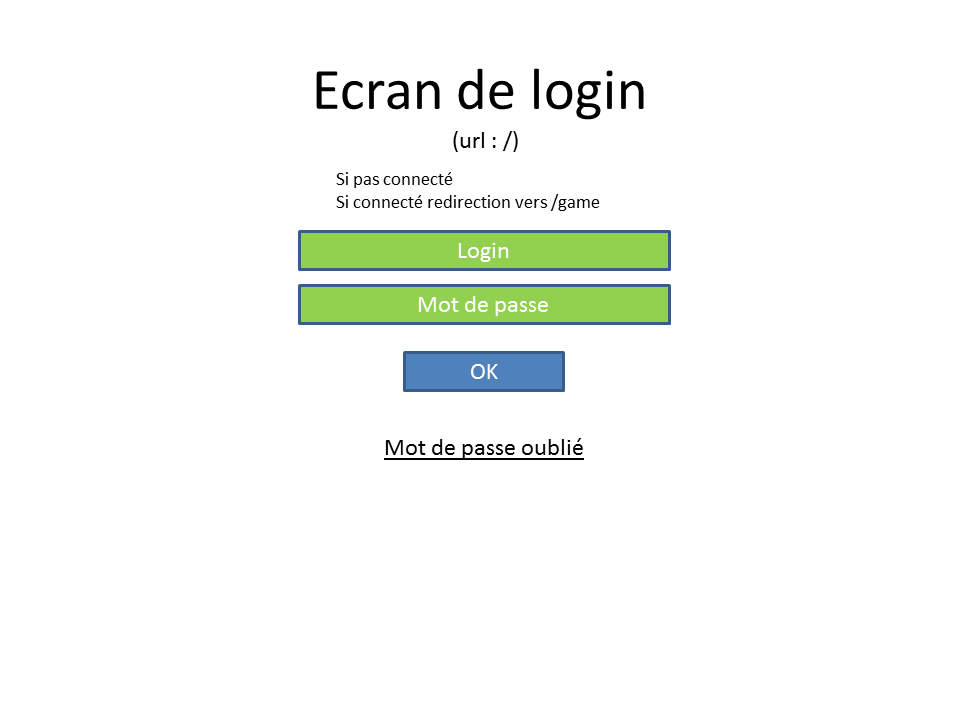 Ecran de login
(url : /)
Si pas connecté
Si connecté redirection vers /game
Login
Mot de passe
OK
Mot de passe oublié